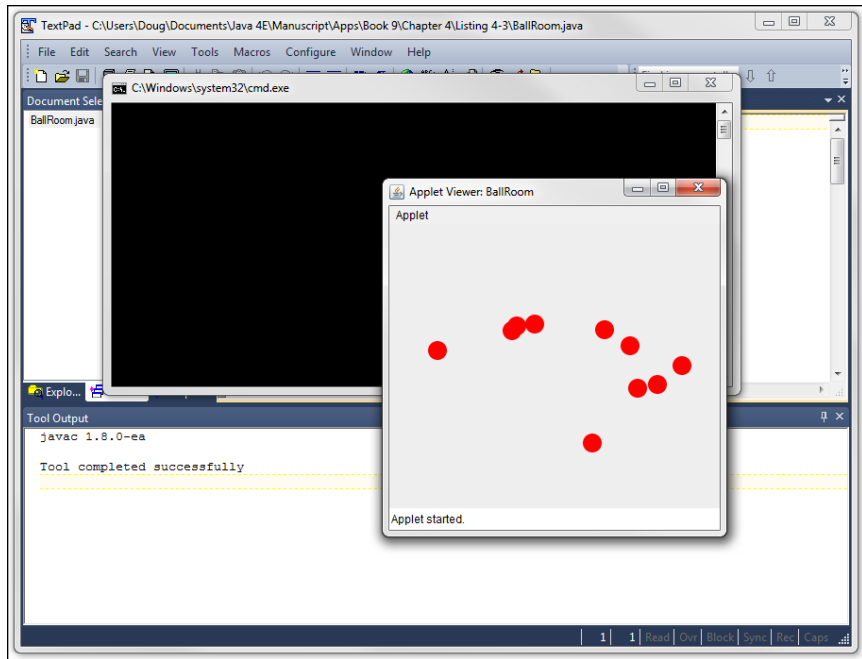 TextPad - C:\Users\Doug\Documents\Java 4E\Manuscript\Apps\Book 9\Chapter 4\Listing 4-3\BallRoom.java
File Edit Search View Tools Macros Configure Window Help
C:\Windows\system32\cmd.exe
Document Sele
BallRoom.java
Applet Viewer: BallRoom
Applet
Explo...
Tool Output
javac 1.8.0-ea
Tool completed successfully
Applet started.
1 1 Read Ovr Block Sync Rec Caps